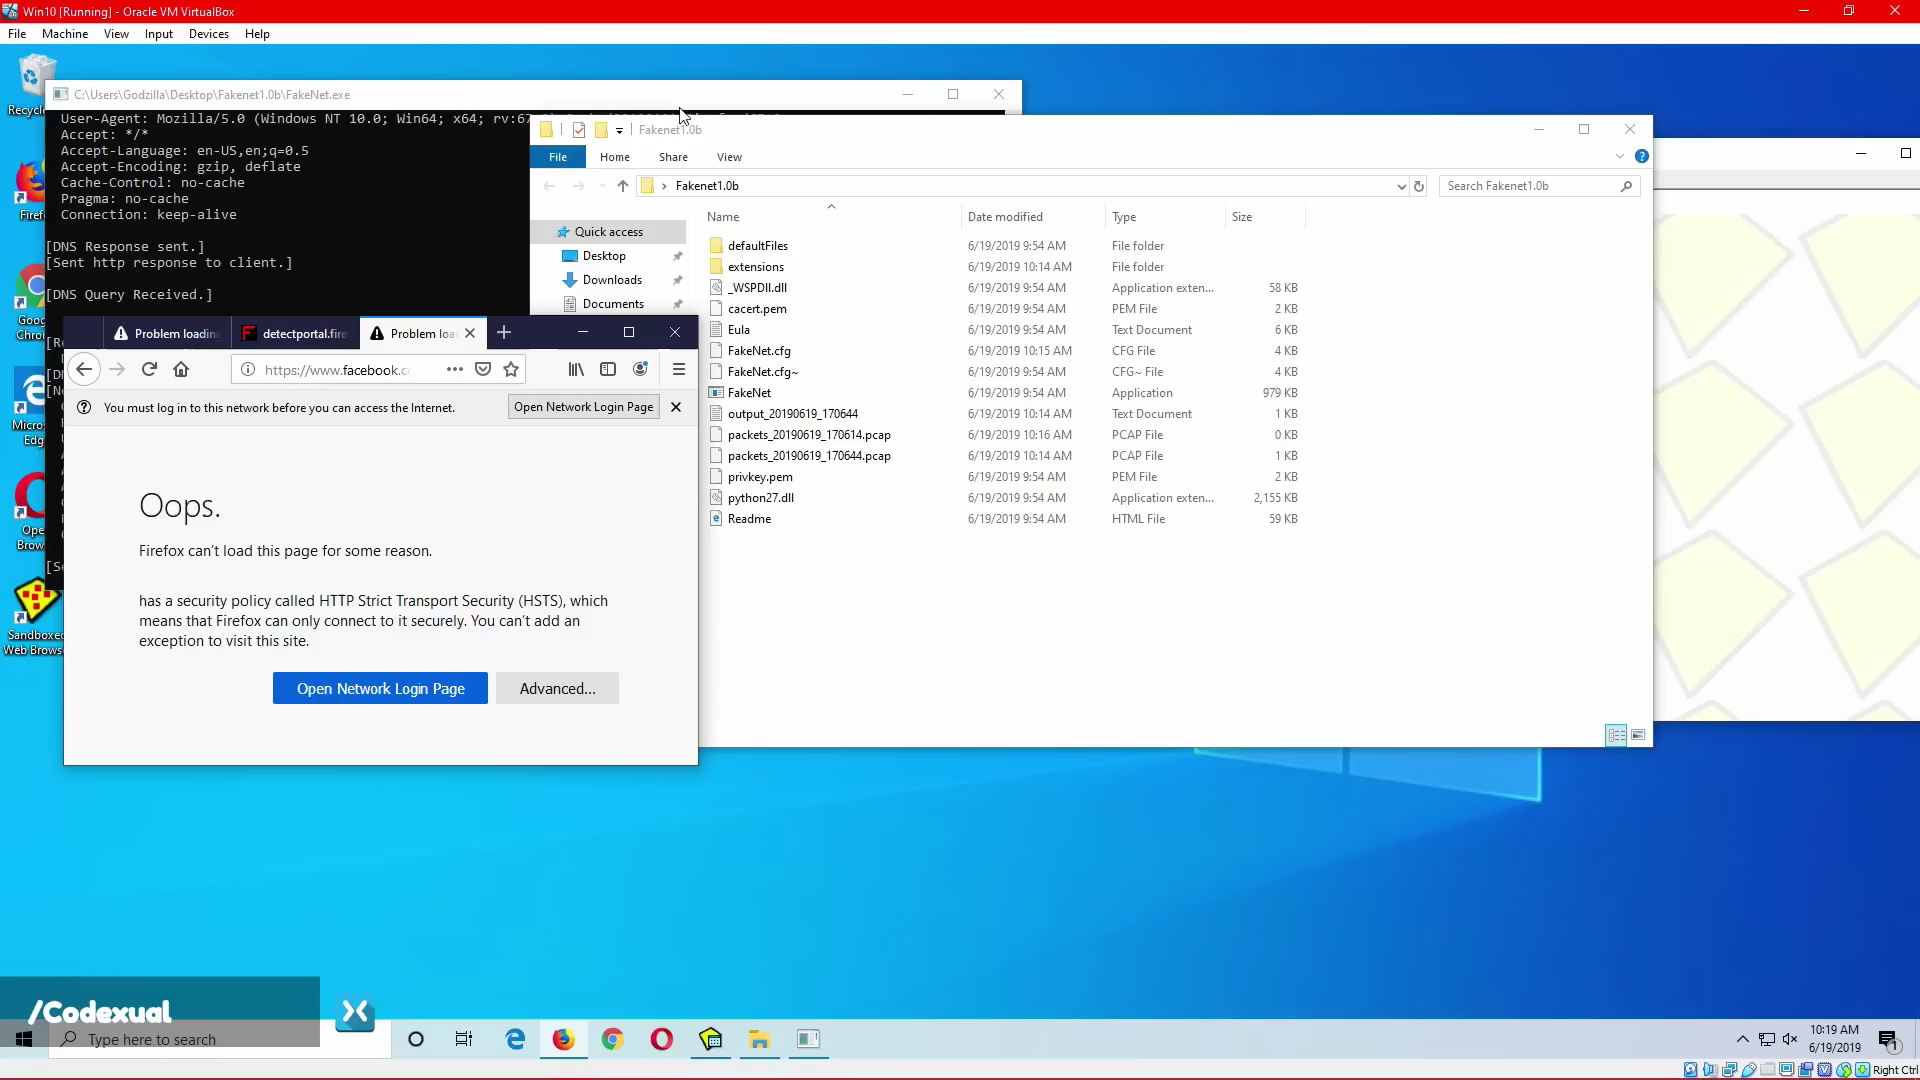 Win10 [Running] - Oracle VM VirtualBox
File Machine View Input Devices Help
C:\Users\Godzilla\Desktop\Fakenet1.0b\FakeNet.exe
User-Agent: Mozilla/5.0 (Windows NT 10.0; Win64; x64; rv:67
Accept: */*
Accept-Language: en-US,en;q=0.5
Accept-Encoding: gzip, deflate
Cache-Control: no-cache
Pragma: no-cache
Connection: keep-alive
[DNS Response sent.]
[Sent http response to client.]
[DNS Query Received.]
Fakenet1.0b
File Home Share View
Fakenet1.0b
Search Fakenet1.0b
Quick access
Desktop
Downloads
Documents
Name Date modified Type Size
defaultFiles 6/19/2019 9:54 AM File folder
extensions 6/19/2019 10:14 AM File folder
_WSPDll.dll 6/19/2019 9:54 AM Application exten... 58 KB
cacert.pem 6/19/2019 9:54 AM PEM File 2 KB
Eula 6/19/2019 9:54 AM Text Document 6 KB
FakeNet.cfg 6/19/2019 10:15 AM CFG File 4 KB
FakeNet.cfg~ 6/19/2019 9:54 AM CFG~ File 4 KB
FakeNet 6/19/2019 9:54 AM Application 979 KB
output_20190619_170644 6/19/2019 10:14 AM Text Document 1 KB
packets_20190619_170614.pcap 6/19/2019 10:16 AM PCAP File 0 KB
packets_20190619_170644.pcap 6/19/2019 10:14 AM PCAP File 1 KB
privkey.pem 6/19/2019 9:54 AM PEM File 2 KB
python27.dll 6/19/2019 9:54 AM Application exten... 2,155 KB
Readme 6/19/2019 9:54 AM HTML File 59 KB
Problem loadin
detectportal.fire
Problem loa
https://www.facebook.c
You must log in to this network before you can access the Internet.
Open Network Login Page
Oops.
Firefox can't load this page for some reason.
has a security policy called HTTP Strict Transport Security (HSTS), which
means that Firefox can only connect to it securely. You can't add an
exception to visit this site.
Open Network Login Page
Advanced...
Recycl
Firef
Goo
Chro
Micro
Edg
Ope
Brow
Sandboxed
Web Brows
/Codexual
Type here to search
10:19 AM
6/19/2019
1
Right Ctrl